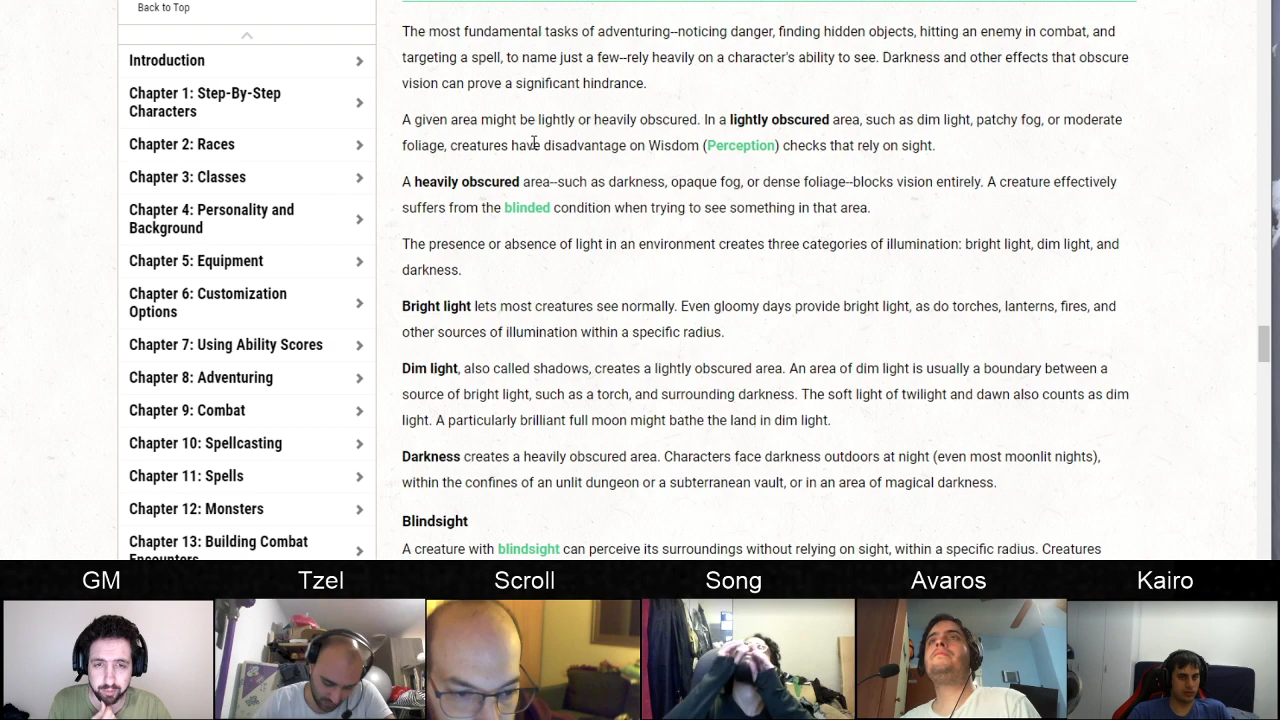 Back to Top
Introduction
Chapter 1: Step-By-Step
Characters
Chapter 2: Races
Chapter 3: Classes
Chapter 4: Personality and
Background
Chapter 5: Equipment
Chapter 6: Customization
Options
Chapter 7: Using Ability Scores
Chapter 8: Adventuring
Chapter 9: Combat
Chapter 10: Spellcasting
Chapter 11: Spells
Chapter 12: Monsters
Chapter 13: Building Combat
Encounters
The most fundamental tasks of adventuring--noticing danger, finding hidden objects, hitting an enemy in combat, and
targeting a spell, to name just a few--rely heavily on a character's ability to see. Darkness and other effects that obscure
vision can prove a significant hindrance.
A given area might be lightly or heavily obscured. In a lightly obscured area, such as dim light, patchy fog, or moderate
foliage, creatures have disadvantage on Wisdom (Perception) checks that rely on sight.
A heavily obscured area--such as darkness, opaque fog, or dense foliage--blocks vision entirely. A creature effectively
suffers from the blinded condition when trying to see something in that area.
The presence or absence of light in an environment creates three categories of illumination: bright light, dim light, and
darkness.
Bright light lets most creatures see normally. Even gloomy days provide bright light, as do torches, lanterns, fires, and
other sources of illumination within a specific radius.
Dim light, also called shadows, creates a lightly obscured area. An area of dim light is usually a boundary between a
source of bright light, such as a torch, and surrounding darkness. The soft light of twilight and dawn also counts as dim
light. A particularly brilliant full moon might bathe the land in dim light.
Darkness creates a heavily obscured area. Characters face darkness outdoors at night (even most moonlit nights),
within the confines of an unlit dungeon or a subterranean vault, or in an area of magical darkness.
Blindsight
A creature with blindsight can perceive its surroundings without relying on sight, within a specific radius. Creatures
GM
Tzel
Scroll
Song
Avaros
Kairo